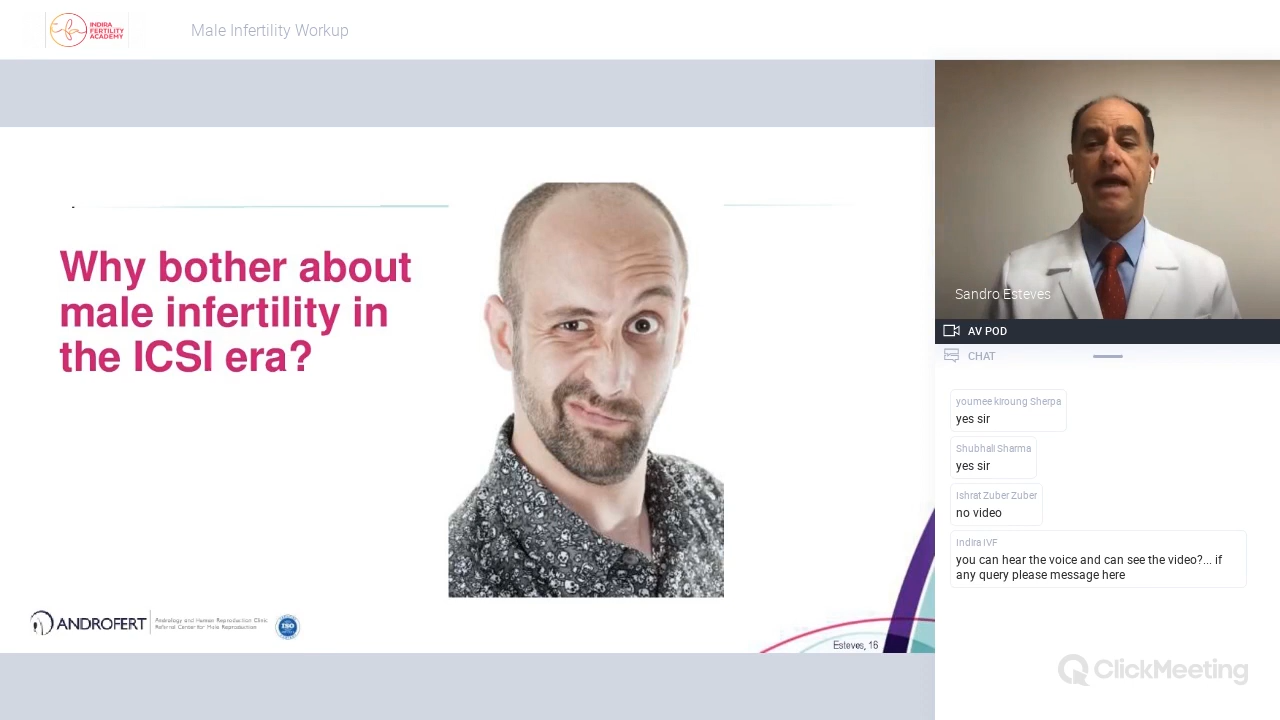 INDIRA
FERTILITY
ACADEMY
Male Infertility Workup
Why bother about
male infertility in
the ICSI era?
ANDROFERT
Andrology and Human Reproduction Clinic
Referral Center for Male Reproduction
ISO
Esteves, 16
Sandro Esteves
AV POD
CHAT
youmee kiroung Sherpa
yes sir
Shubhali Sharma
yes sir
Ishrat Zuber Zuber
no video
Indira IVF
you can hear the voice and can see the video?... if
any query please message here
ClickMeeting